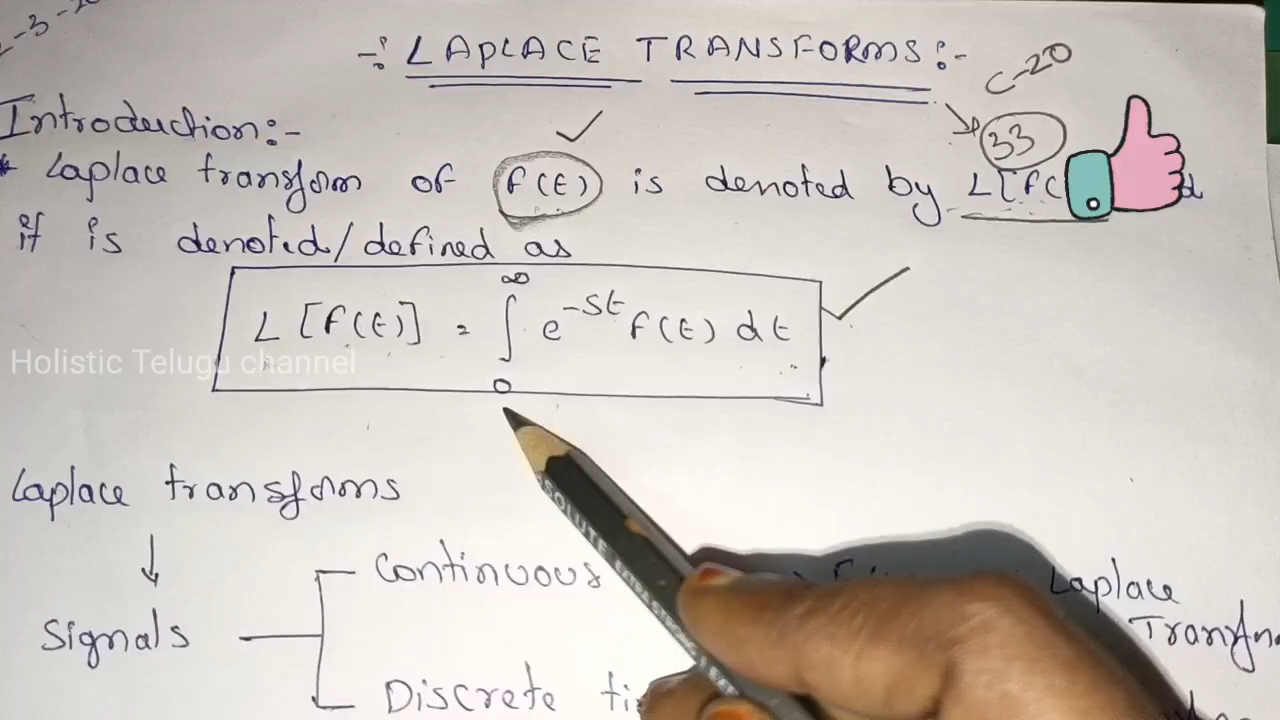 -: LAPLACE TRANSFORMS:-
C-20
33
Introduction:-
* Laplace transform of f(t) is denoted by L[f(
it is denoted/defined as
L[f(t)] = ∫₀^∞ e^-st f(t) dt
Holistic Telugu channel
Laplace transforms
↓
Signals
Continuous
Laplace
Discrete